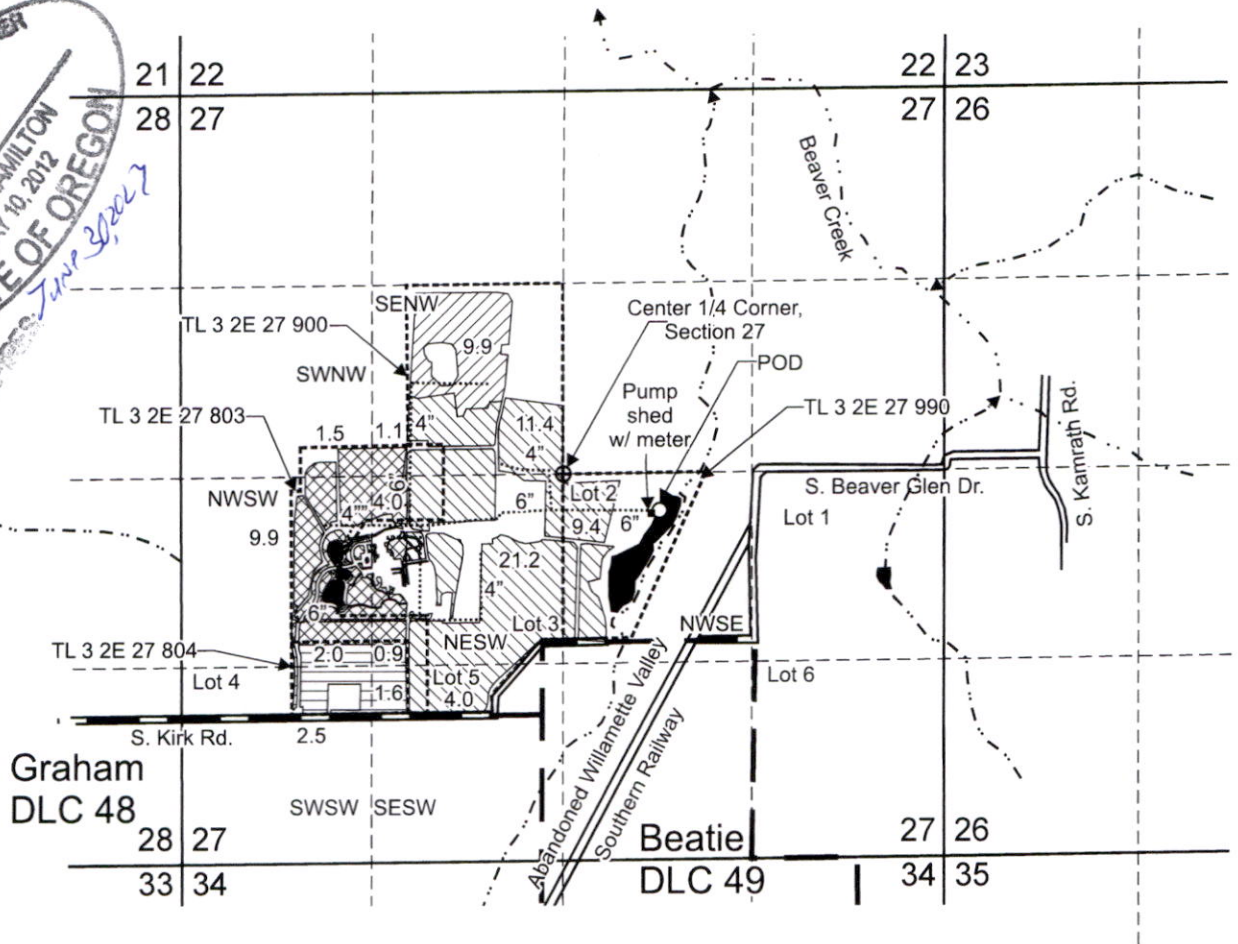 HAMILTON
10, 2012
E OF OREGON
JUNE 30, 2027
21 22
28 27
22 23
27 26
Beaver Creek
SENW
TL 3 2E 27 900
9.9
SWNW
Center 1/4 Corner,
Section 27
POD
Pump
shed
w/ meter
TL 3 2E 27 990
TL 3 2E 27 803
1.5
1.1
4"
11.4
4"
S. Kamrath Rd.
S. Beaver Glen Dr.
NWSW
6"
4.0
4"
6"
Lot 2
9.4
6"
Lot 1
9.9
21.2
4"
6"
Lot 3
NWSE
NESW
TL 3 2E 27 804
2.0
0.9
Lot 4
1.6
Lot 5
4.0
Lot 6
S. Kirk Rd.
2.5
Abandoned Willamette Valley
Southern Railway
Graham
DLC 48
SWSW SESW
28 27
33 34
Beatie
DLC 49
27 26
34 35